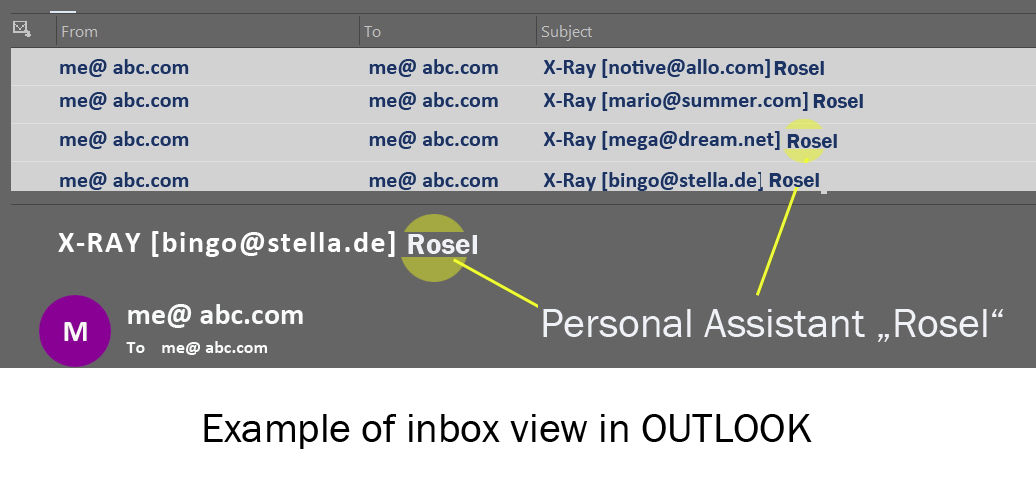 From To Subject
me@ abc.com me@ abc.com X-Ray [notive@allo.com] Rosel
me@ abc.com me@ abc.com X-Ray [mario@summer.com] Rosel
me@ abc.com me@ abc.com X-Ray [mega@dream.net] Rosel
me@ abc.com me@ abc.com X-Ray [bingo@stella.de] Rosel
X-RAY [bingo@stella.de] Rosel
M
me@ abc.com
To me@ abc.com
Personal Assistant „Rosel“
Example of inbox view in OUTLOOK